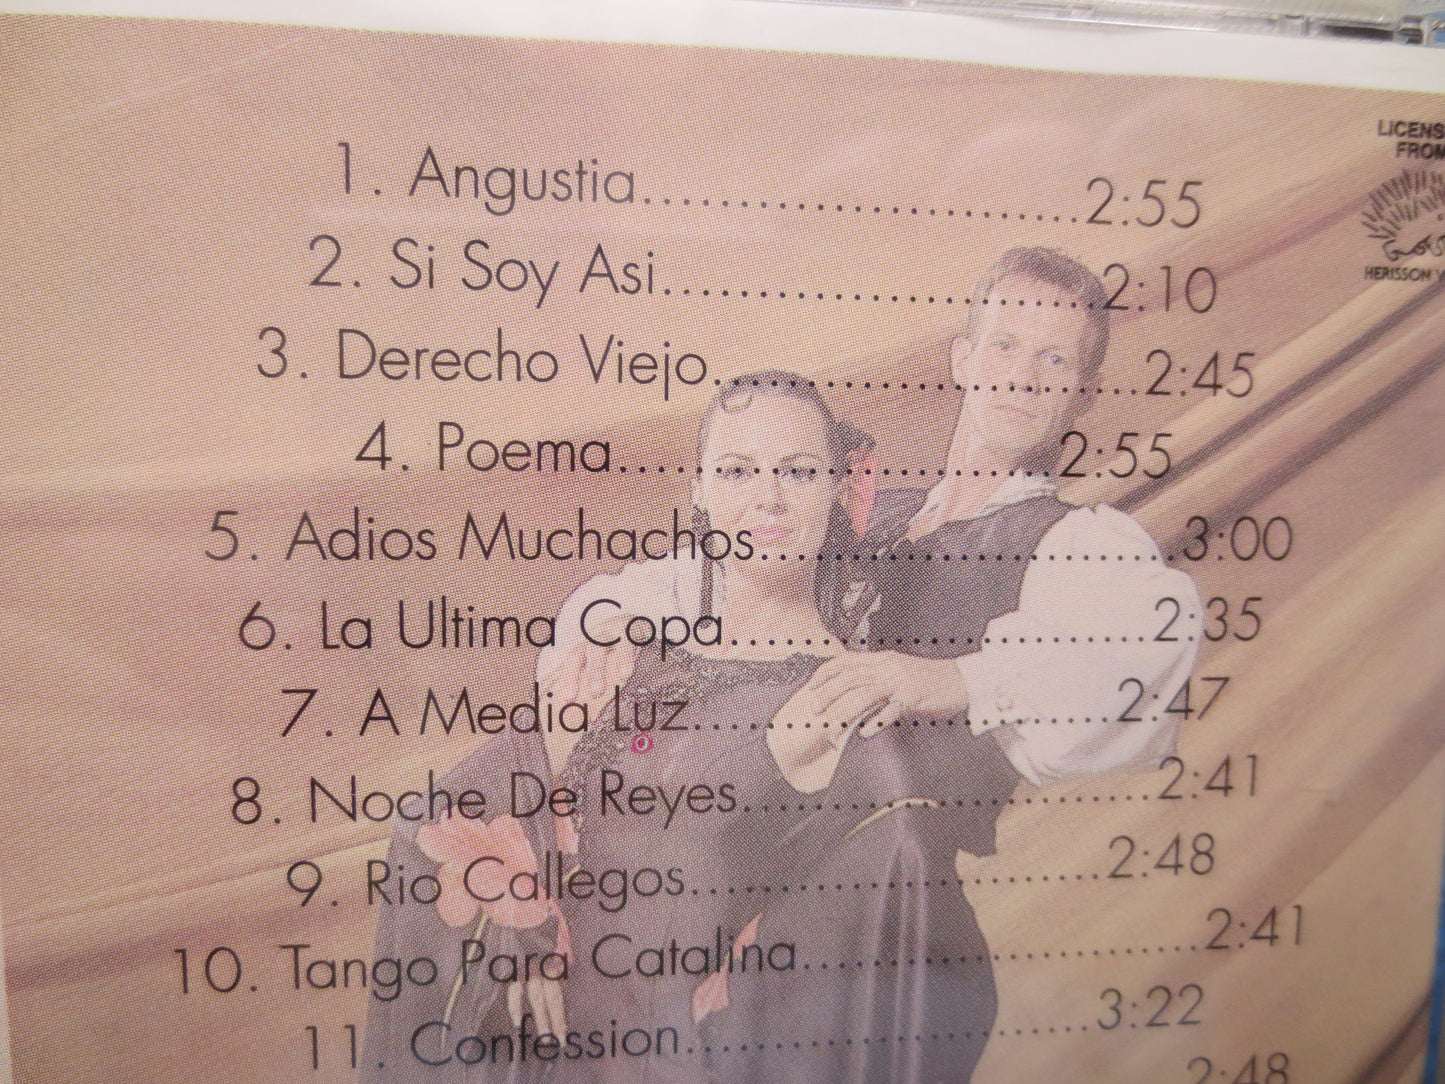 1. Angustia.......................2:55
2. Si Soy Asi.......................2:10
3. Derecho Viejo.......................2:45
4. Poema.......................2:55
5. Adios Muchachos.......................3:00
6. La Ultima Copa.......................2:35
7. A Media Luz.......................2:47
8. Noche De Reyes.......................2:41
9. Rio Callegos.......................2:48
10. Tango Para Catalina.......................2:41
11. Confession.......................3:22
2:48
LICENS
FROM
HERISSON